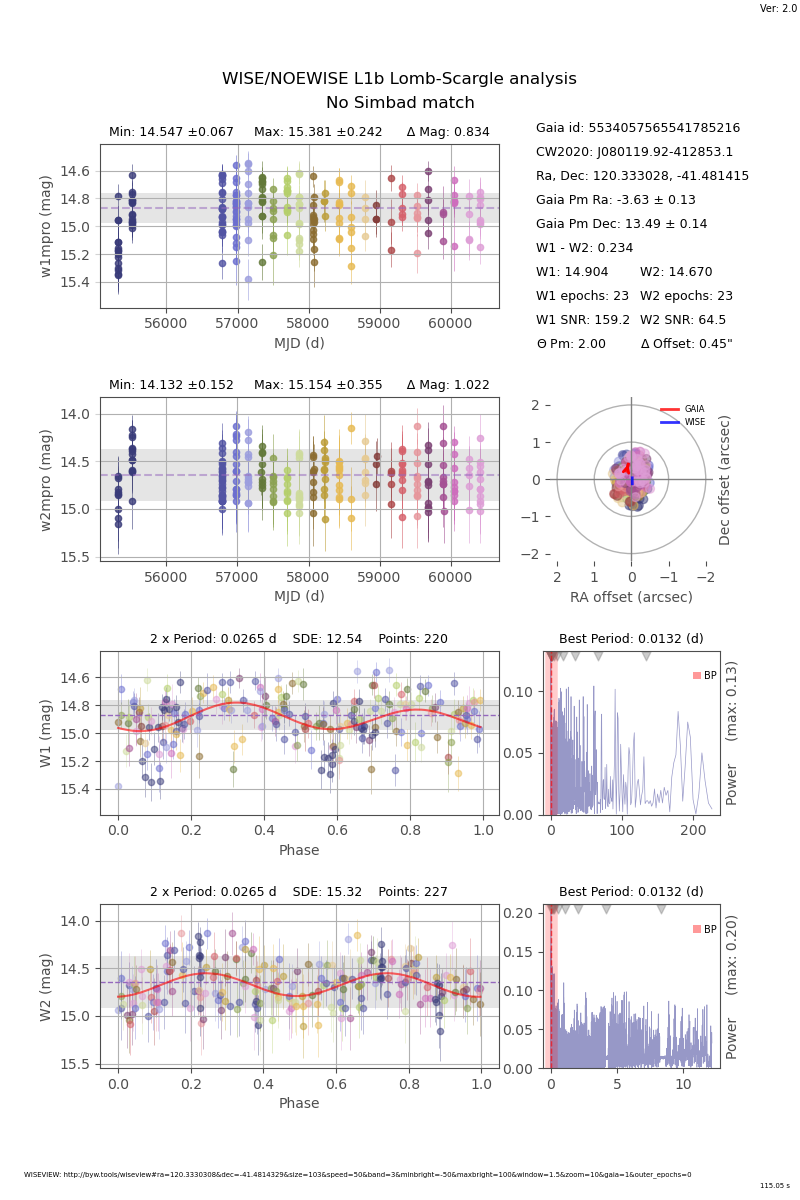 Ver: 2.0
WISE/NOEWISE L1b Lomb-Scargle analysis
No Simbad match
Min: 14.547 ±0.067 Max: 15.381 ±0.242 Δ Mag: 0.834
14.6
14.8
15.0
15.2
15.4
w1mpro (mag)
56000 57000 58000 59000 60000
MJD (d)
Gaia id: 5534057565541785216
CW2020: J080119.92-412853.1
Ra, Dec: 120.333028, -41.481415
Gaia Pm Ra: -3.63 ± 0.13
Gaia Pm Dec: 13.49 ± 0.14
W1 - W2: 0.234
W1: 14.904 W2: 14.670
W1 epochs: 23 W2 epochs: 23
W1 SNR: 159.2 W2 SNR: 64.5
Θ Pm: 2.00 Δ Offset: 0.45"
Min: 14.132 ±0.152 Max: 15.154 ±0.355 Δ Mag: 1.022
14.0
14.5
15.0
15.5
w2mpro (mag)
56000 57000 58000 59000 60000
MJD (d)
GAIA
WISE
2
1
0
−1
−2
2 1 0 −1 −2
RA offset (arcsec)
Dec offset (arcsec)
2 x Period: 0.0265 d SDE: 12.54 Points: 220
14.6
14.8
15.0
15.2
15.4
W1 (mag)
0.0 0.2 0.4 0.6 0.8 1.0
Phase
Best Period: 0.0132 (d)
BP
0.10
0.05
0.00
0 100 200
Power (max: 0.13)
2 x Period: 0.0265 d SDE: 15.32 Points: 227
14.0
14.5
15.0
15.5
W2 (mag)
0.0 0.2 0.4 0.6 0.8 1.0
Phase
Best Period: 0.0132 (d)
BP
0.20
0.15
0.10
0.05
0.00
0 5 10
Power (max: 0.20)
WISEVIEW: http://byw.tools/wiseview#ra=120.3330308&dec=-41.4814329&size=103&speed=50&band=3&minbright=-50&maxbright=100&window=1.5&zoom=10&gaia=1&outer_epochs=0
115.05 s